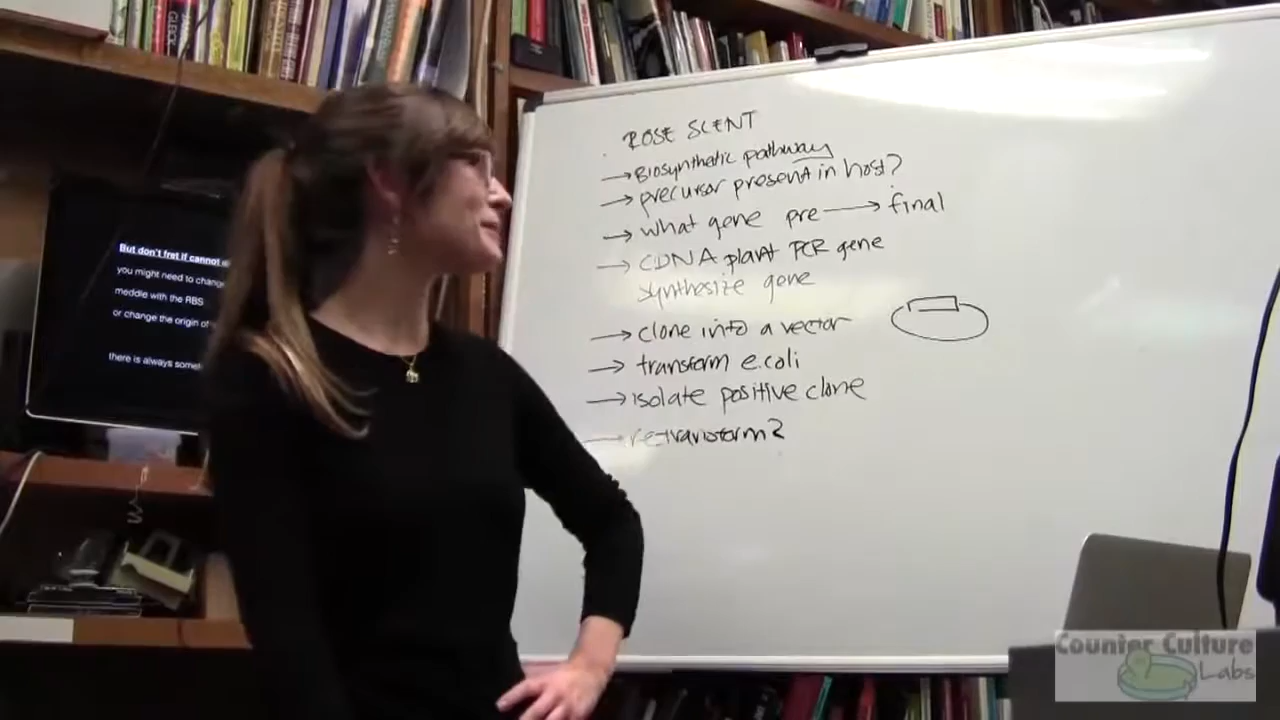 ROSE SCENT
→ Biosynthetic pathway
→ precursor present in host?
→ what gene pre → final
→ CDNA plant PCR gene
synthesize gene
→ clone into a vector
→ transform e.coli
→ isolate positive clone
→ retransform?
But don't fret if cannot
you might need to change
meddle with the RBS
or change the origin of
there is always
Counter Culture
Labs